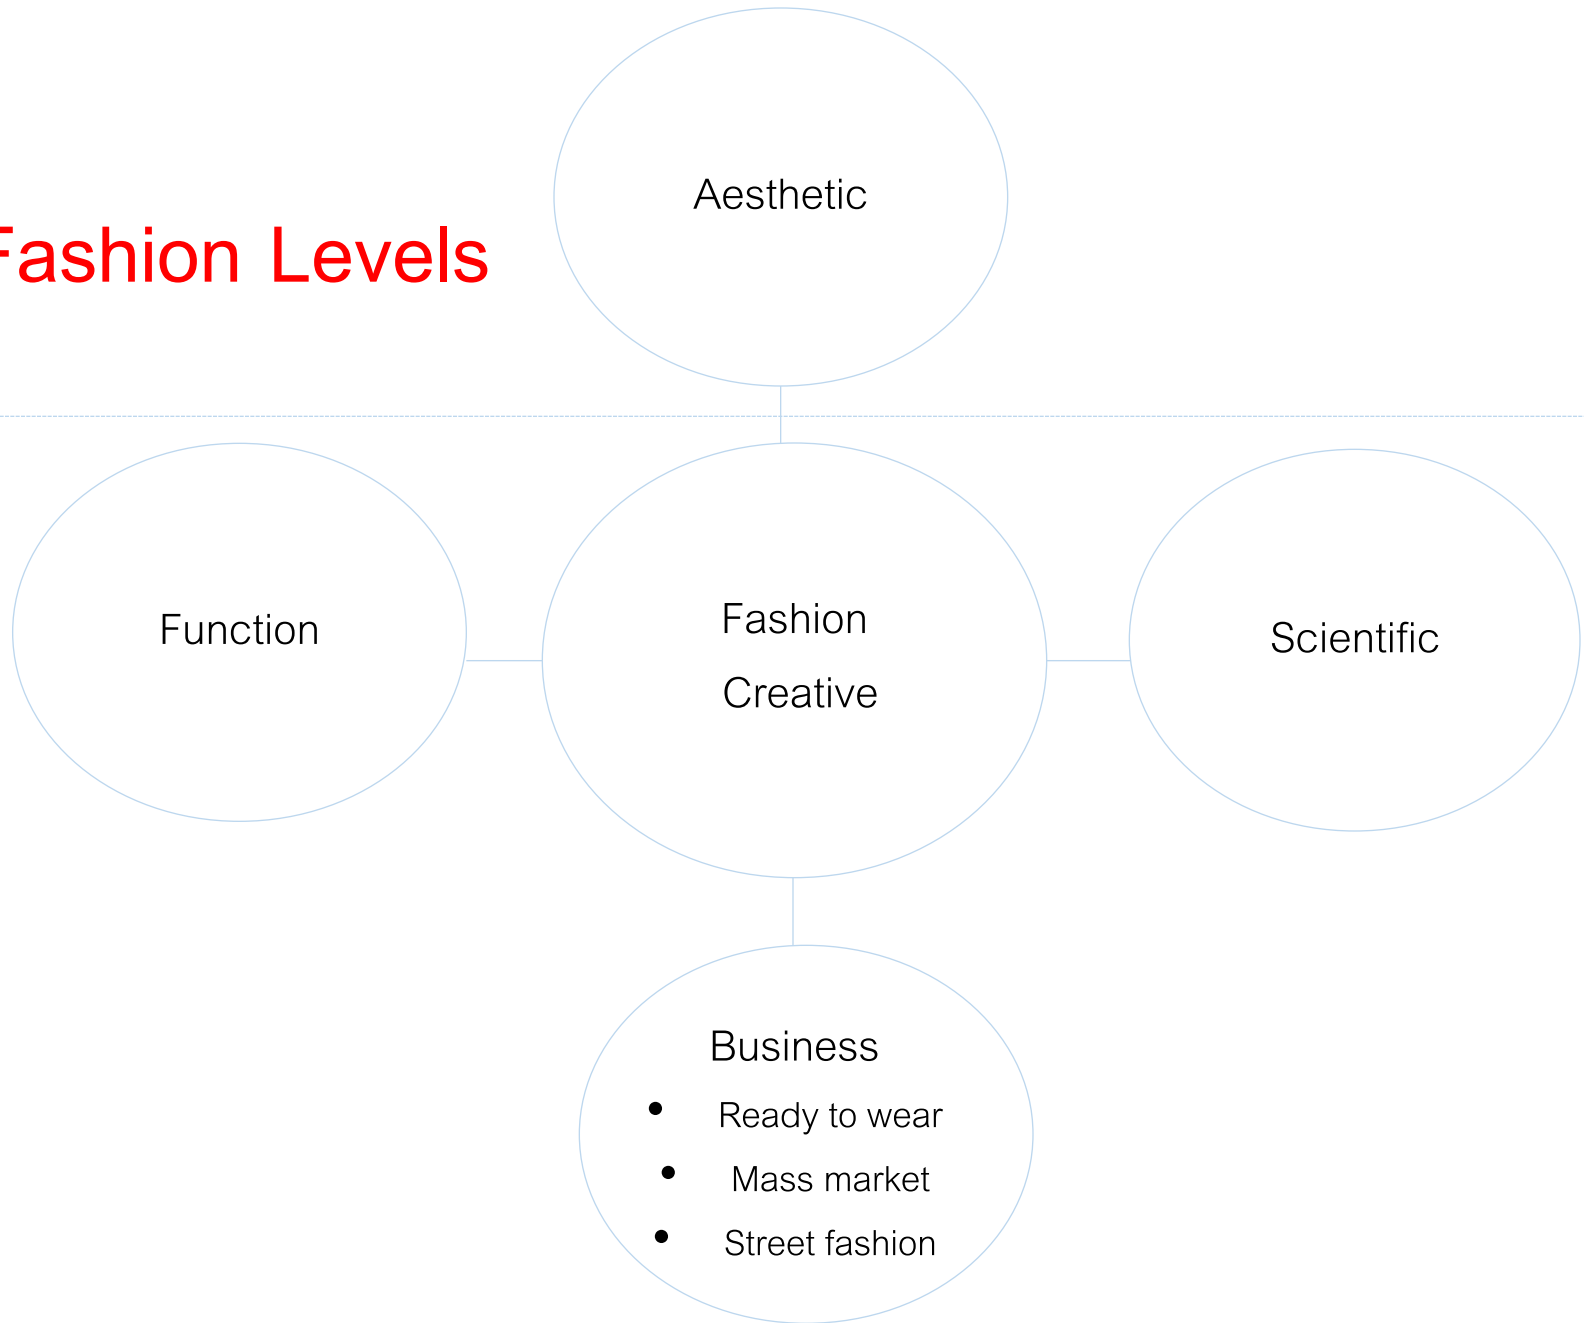 Fashion Levels
Aesthetic
Function
Fashion
Creative
Scientific
Business
• Ready to wear
• Mass market
• Street fashion